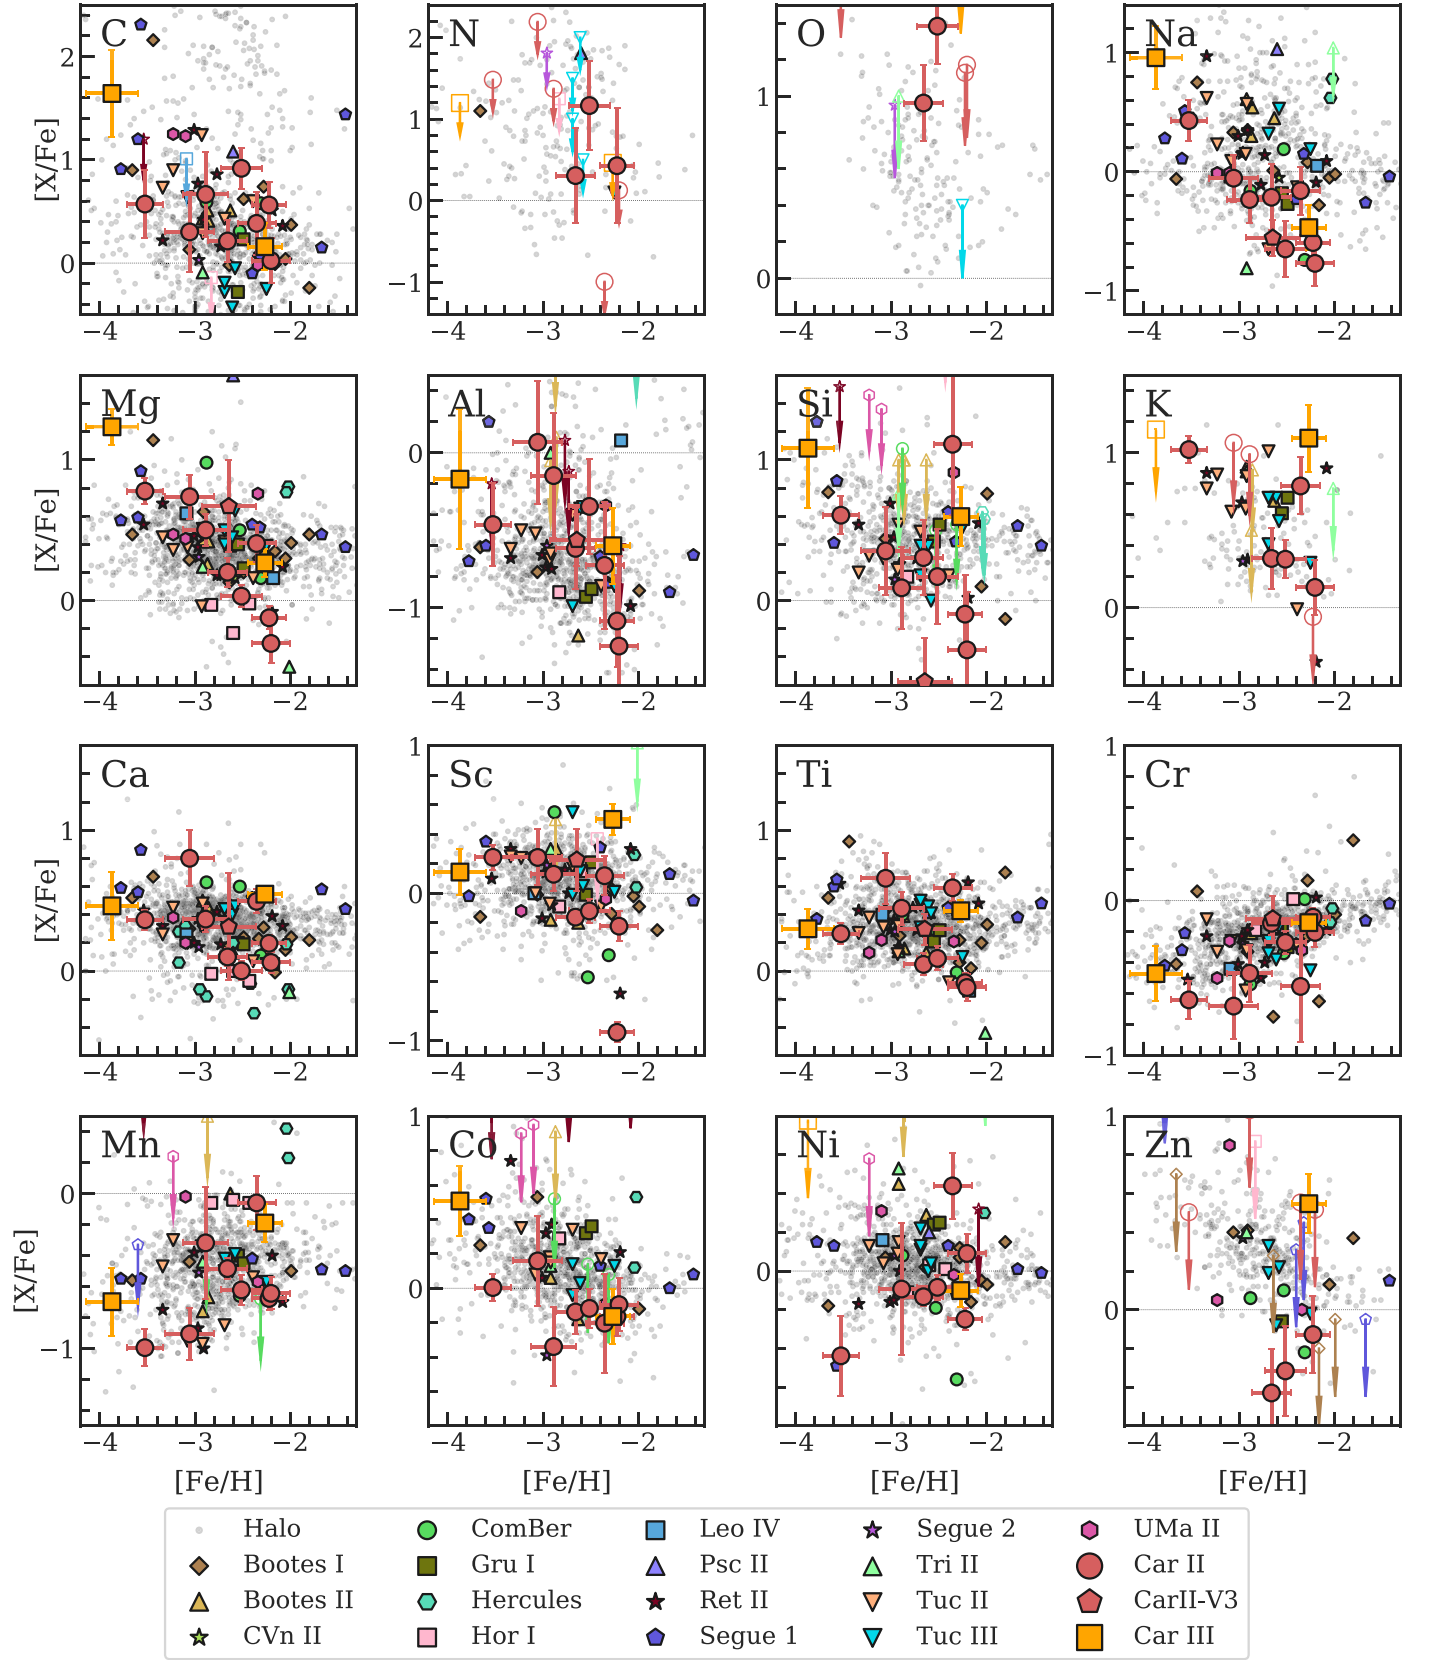 C N O Na
[X/Fe]
2 2
1 1 1 1
0 0 0 0
−1 −1
−4 −3 −2 −4 −3 −2 −4 −3 −2 −4 −3 −2
Mg Al Si K
[X/Fe]
1 0 1 1
0 −1 0 0
−4 −3 −2 −4 −3 −2 −4 −3 −2 −4 −3 −2
Ca Sc Ti Cr
[X/Fe]
1 1 1 1
0 0 0 0
−1 −1
−4 −3 −2 −4 −3 −2 −4 −3 −2 −4 −3 −2
Mn Co Ni Zn
[X/Fe]
0 1 1 1
−1 0 0 0
−4 −3 −2 −4 −3 −2 −4 −3 −2 −4 −3 −2
[Fe/H] [Fe/H] [Fe/H] [Fe/H]
Halo ComBer Leo IV Segue 2 UMa II
Bootes I Gru I Psc II Tri II Car II
Bootes II Hercules Ret II Tuc II CarII-V3
CVn II Hor I Segue 1 Tuc III Car III